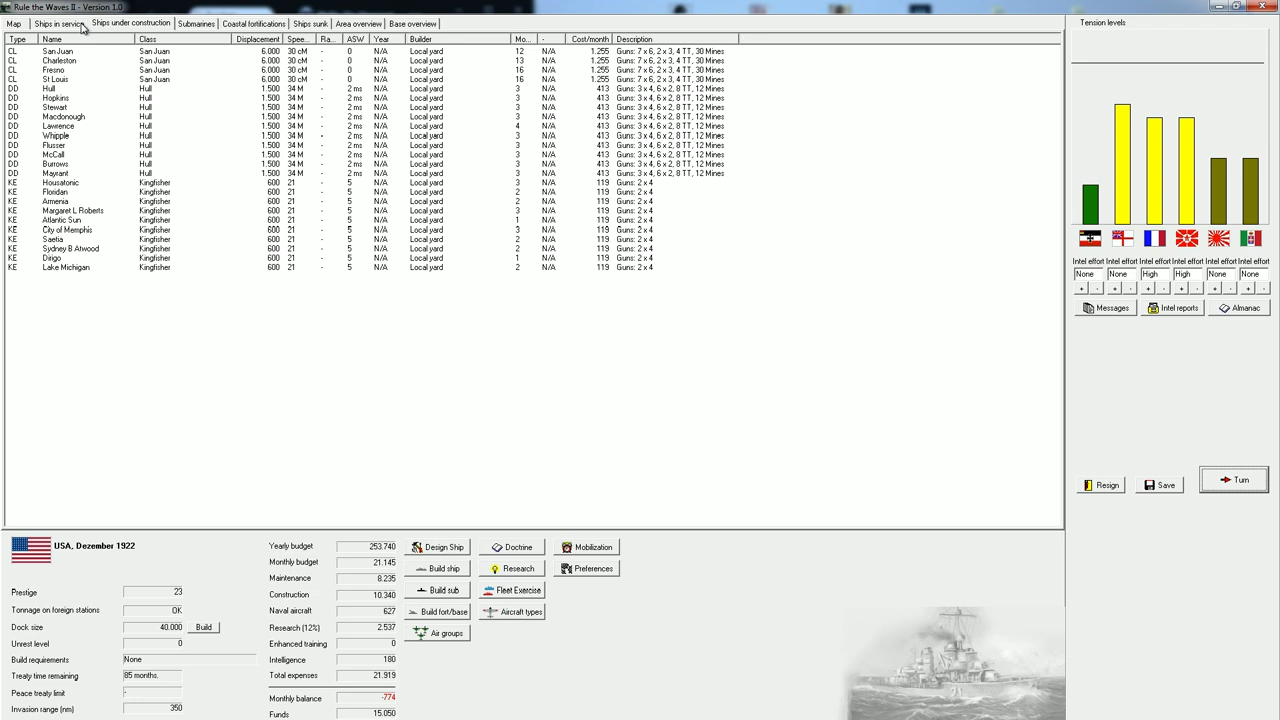 Rule the Waves II - Version 1.0
Map Ships in service Ships under construction Submarines Coastal fortifications Ships sunk Area overview Base overview
Type Name Class Displacement Spee... Ra... ASW Year Builder Mo... - Cost/month Description
CL San Juan San Juan 6.000 30 cM - 0 N/A Local yard 12 N/A 1.255 Guns: 7 x 6, 2 x 3, 4 TT, 30 Mines
CL Charleston San Juan 6.000 30 cM - 0 N/A Local yard 13 N/A 1.255 Guns: 7 x 6, 2 x 3, 4 TT, 30 Mines
CL Fresno San Juan 6.000 30 cM - 0 N/A Local yard 16 N/A 1.255 Guns: 7 x 6, 2 x 3, 4 TT, 30 Mines
CL St Louis San Juan 6.000 30 cM - 0 N/A Local yard 16 N/A 1.255 Guns: 7 x 6, 2 x 3, 4 TT, 30 Mines
DD Hull Hull 1.500 34 M - 2 ms N/A Local yard 3 N/A 413 Guns: 3 x 4, 6 x 2, 8 TT, 12 Mines
DD Hopkins Hull 1.500 34 M - 2 ms N/A Local yard 3 N/A 413 Guns: 3 x 4, 6 x 2, 8 TT, 12 Mines
DD Stewart Hull 1.500 34 M - 2 ms N/A Local yard 3 N/A 413 Guns: 3 x 4, 6 x 2, 8 TT, 12 Mines
DD Macdonough Hull 1.500 34 M - 2 ms N/A Local yard 3 N/A 413 Guns: 3 x 4, 6 x 2, 8 TT, 12 Mines
DD Lawrence Hull 1.500 34 M - 2 ms N/A Local yard 4 N/A 413 Guns: 3 x 4, 6 x 2, 8 TT, 12 Mines
DD Whipple Hull 1.500 34 M - 2 ms N/A Local yard 3 N/A 413 Guns: 3 x 4, 6 x 2, 8 TT, 12 Mines
DD Flusser Hull 1.500 34 M - 2 ms N/A Local yard 3 N/A 413 Guns: 3 x 4, 6 x 2, 8 TT, 12 Mines
DD McCall Hull 1.500 34 M - 2 ms N/A Local yard 3 N/A 413 Guns: 3 x 4, 6 x 2, 8 TT, 12 Mines
DD Burrows Hull 1.500 34 M - 2 ms N/A Local yard 3 N/A 413 Guns: 3 x 4, 6 x 2, 8 TT, 12 Mines
DD Mayrant Hull 1.500 34 M - 2 ms N/A Local yard 3 N/A 413 Guns: 3 x 4, 6 x 2, 8 TT, 12 Mines
KE Housatonic Kingfisher 600 21 - 5 N/A Local yard 3 N/A 119 Guns: 2 x 4
KE Floridan Kingfisher 600 21 - 5 N/A Local yard 2 N/A 119 Guns: 2 x 4
KE Armenia Kingfisher 600 21 - 5 N/A Local yard 2 N/A 119 Guns: 2 x 4
KE Margaret L Roberts Kingfisher 600 21 - 5 N/A Local yard 3 N/A 119 Guns: 2 x 4
KE Atlantic Sun Kingfisher 600 21 - 5 N/A Local yard 1 N/A 119 Guns: 2 x 4
KE City of Memphis Kingfisher 600 21 - 5 N/A Local yard 3 N/A 119 Guns: 2 x 4
KE Saetia Kingfisher 600 21 - 5 N/A Local yard 2 N/A 119 Guns: 2 x 4
KE Sydney B Atwood Kingfisher 600 21 - 5 N/A Local yard 2 N/A 119 Guns: 2 x 4
KE Dirigo Kingfisher 600 21 - 5 N/A Local yard 1 N/A 119 Guns: 2 x 4
KE Lake Michigan Kingfisher 600 21 - 5 N/A Local yard 2 N/A 119 Guns: 2 x 4
Tension levels
Intel effort Intel effort Intel effort Intel effort Intel effort Intel effort
None None High High None None
+ - + - + - + - + - + -
Messages Intel reports Almanac
Resign Save Turn
USA, Dezember 1922
Prestige 23
Tonnage on foreign stations OK
Dock size 40.000 Build
Unrest level 0
Build requirements None
Treaty time remaining 85 months.
Peace treaty limit -
Invasion range (nm) 350
Yearly budget 253.740
Monthly budget 21.145
Maintenance 8.235
Construction 10.340
Naval aircraft 627
Research (12%) 2.537
Enhanced training 0
Intelligence 180
Total expenses 21.919
Monthly balance -774
Funds 15.050
Design Ship Doctrine Mobilization
Build ship Research Preferences
Build sub Fleet Exercise
Build fort/base Aircraft types
Air groups